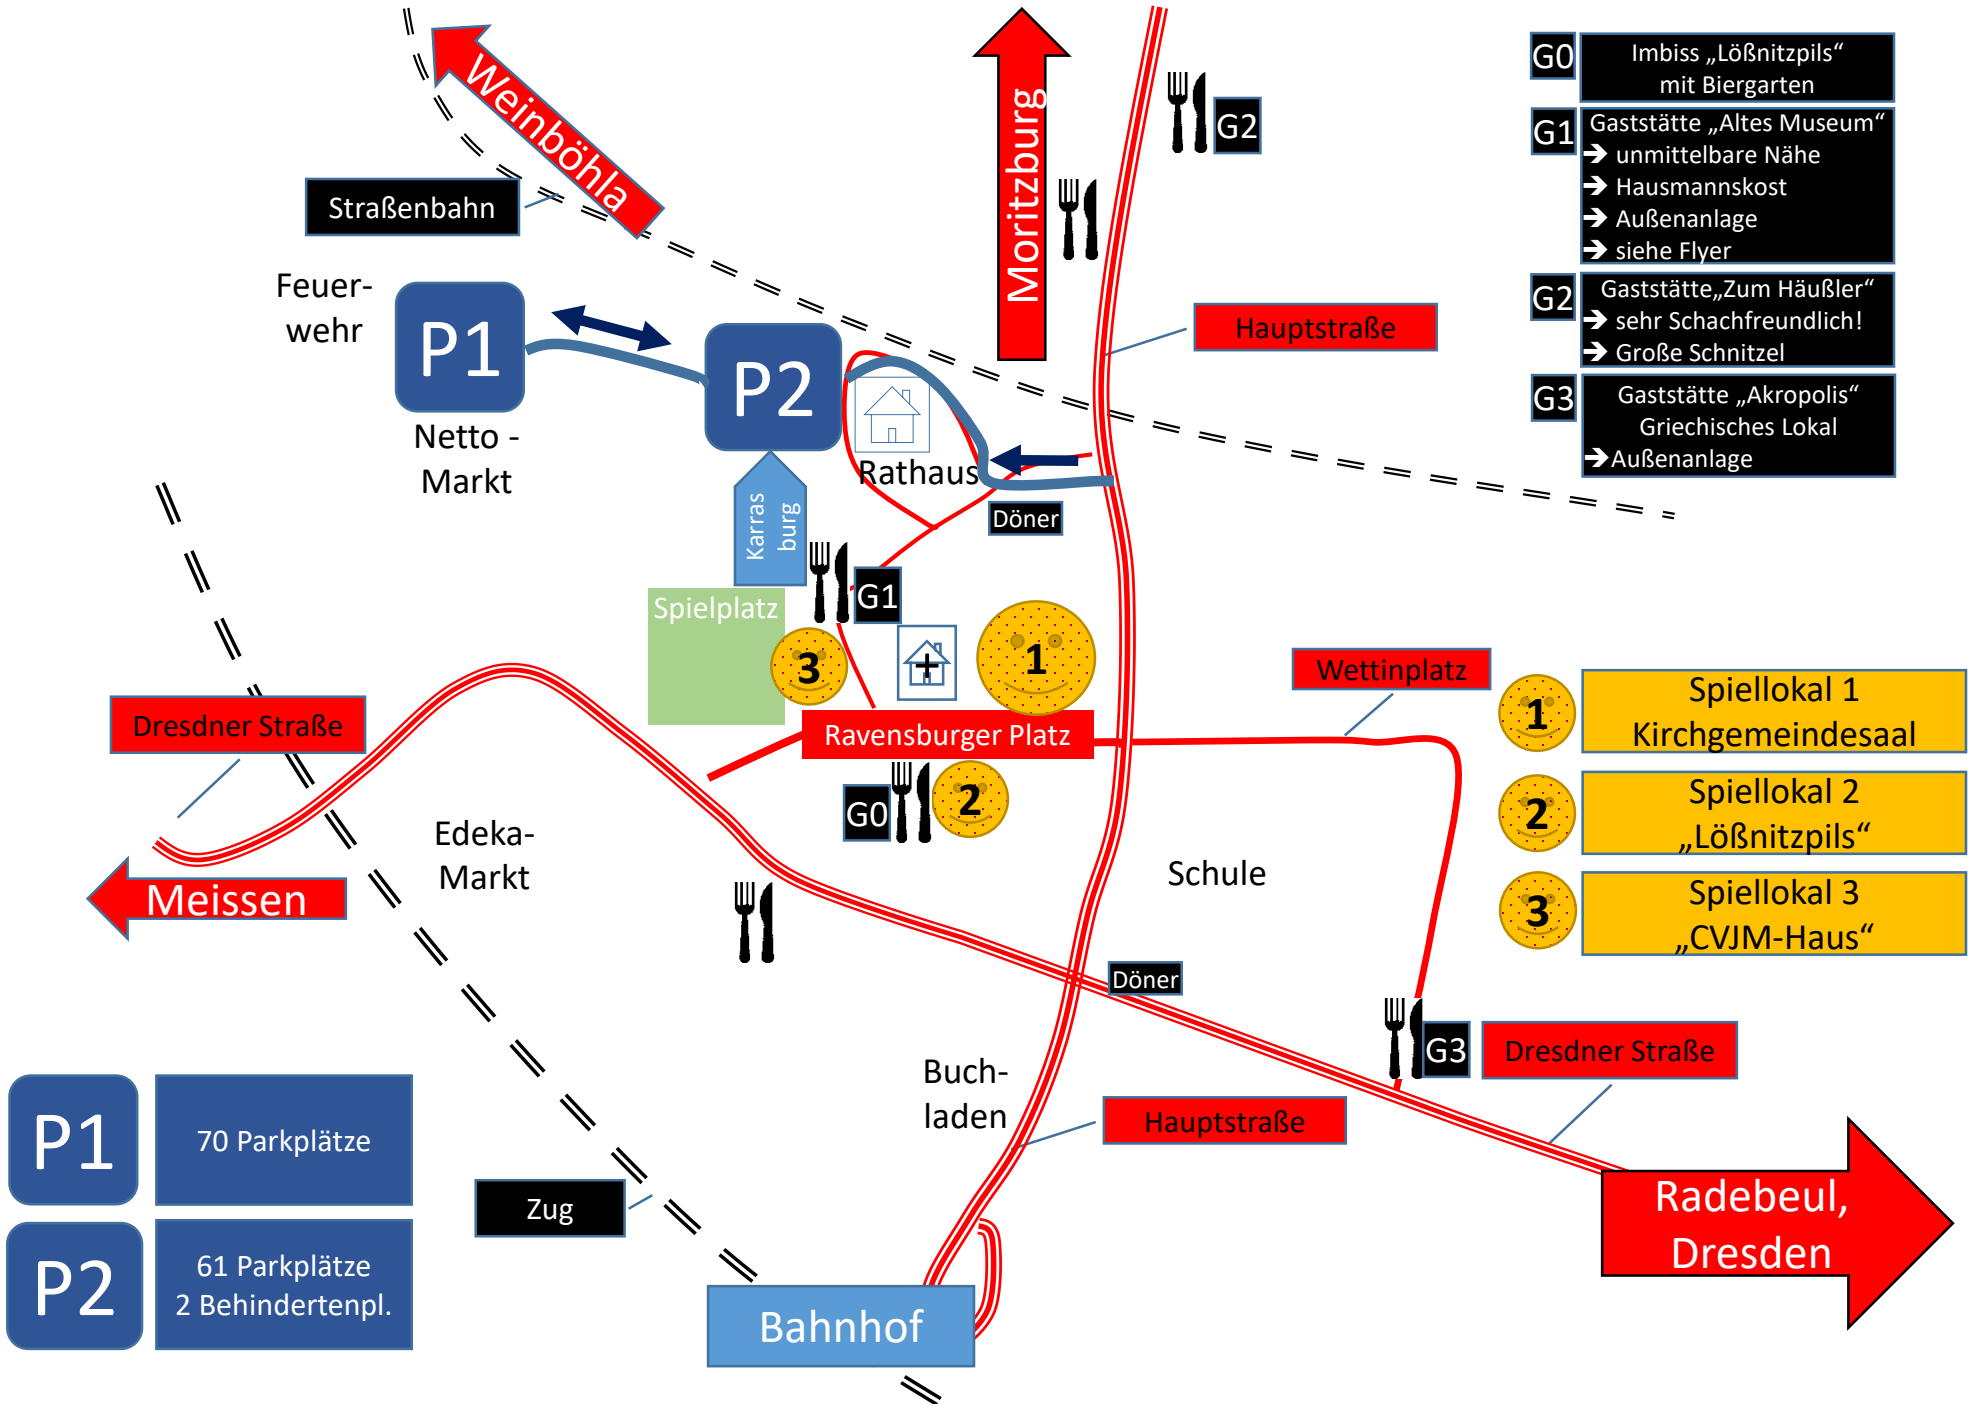 Weinböhla
Moritzburg
G2
G0
Imbiss „Lößnitzpils“
mit Biergarten
G1
Gaststätte „Altes Museum“
➔ unmittelbare Nähe
➔ Hausmannskost
➔ Außenanlage
➔ siehe Flyer
G2
Gaststätte„Zum Häußler“
➔ sehr Schachfreundlich!
➔ Große Schnitzel
G3
Gaststätte „Akropolis“
Griechisches Lokal
➔Außenanlage
Straßenbahn
Feuer-
wehr
P1
P2
Hauptstraße
Netto -
Markt
Rathaus
Döner
Karras
burg
G1
Spielplatz
3
1
Ravensburger Platz
G0
2
Wettinplatz
1
Spiellokal 1
Kirchgemeindesaal
2
Spiellokal 2
„Lößnitzpils“
3
Spiellokal 3
„CVJM-Haus“
Dresdner Straße
Meissen
Edeka-
Markt
Schule
Döner
G3
Dresdner Straße
Buch-
laden
Hauptstraße
P1
70 Parkplätze
P2
61 Parkplätze
2 Behindertenpl.
Zug
Bahnhof
Radebeul,
Dresden